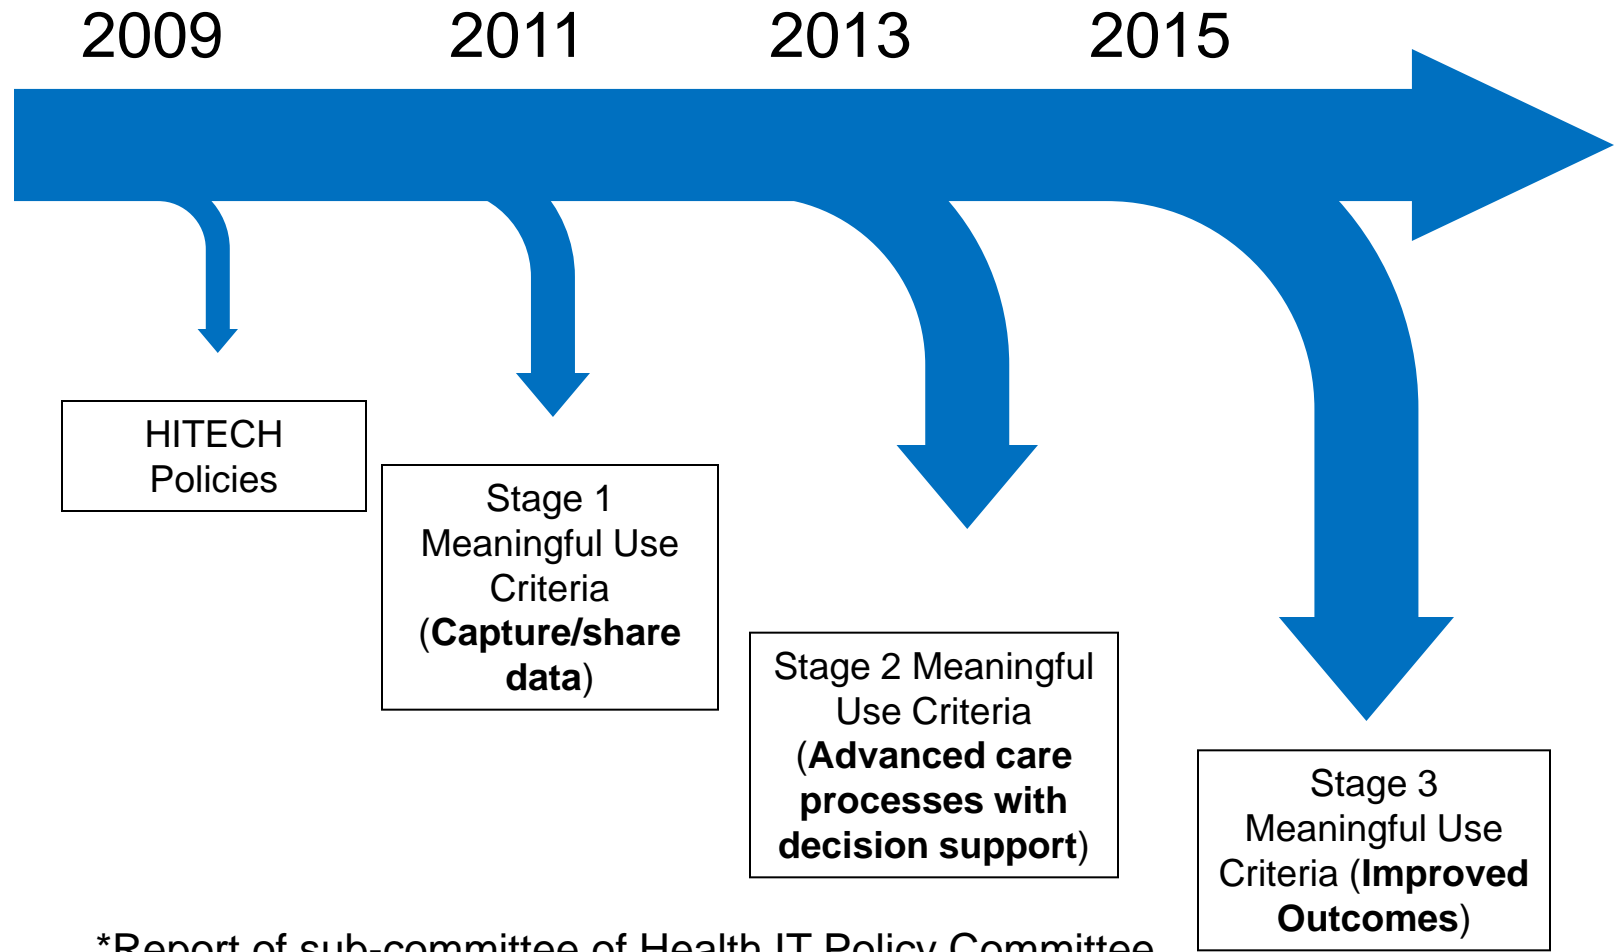 2009 2011 2013 2015
HITECH
Policies
Stage 1
Meaningful Use
Criteria
(Capture/share
data)
Stage 2 Meaningful
Use Criteria
(Advanced care
processes with
decision support)
Stage 3
Meaningful Use
Criteria (Improved
Outcomes)
*Report of sub-committee of Health IT Policy Committee